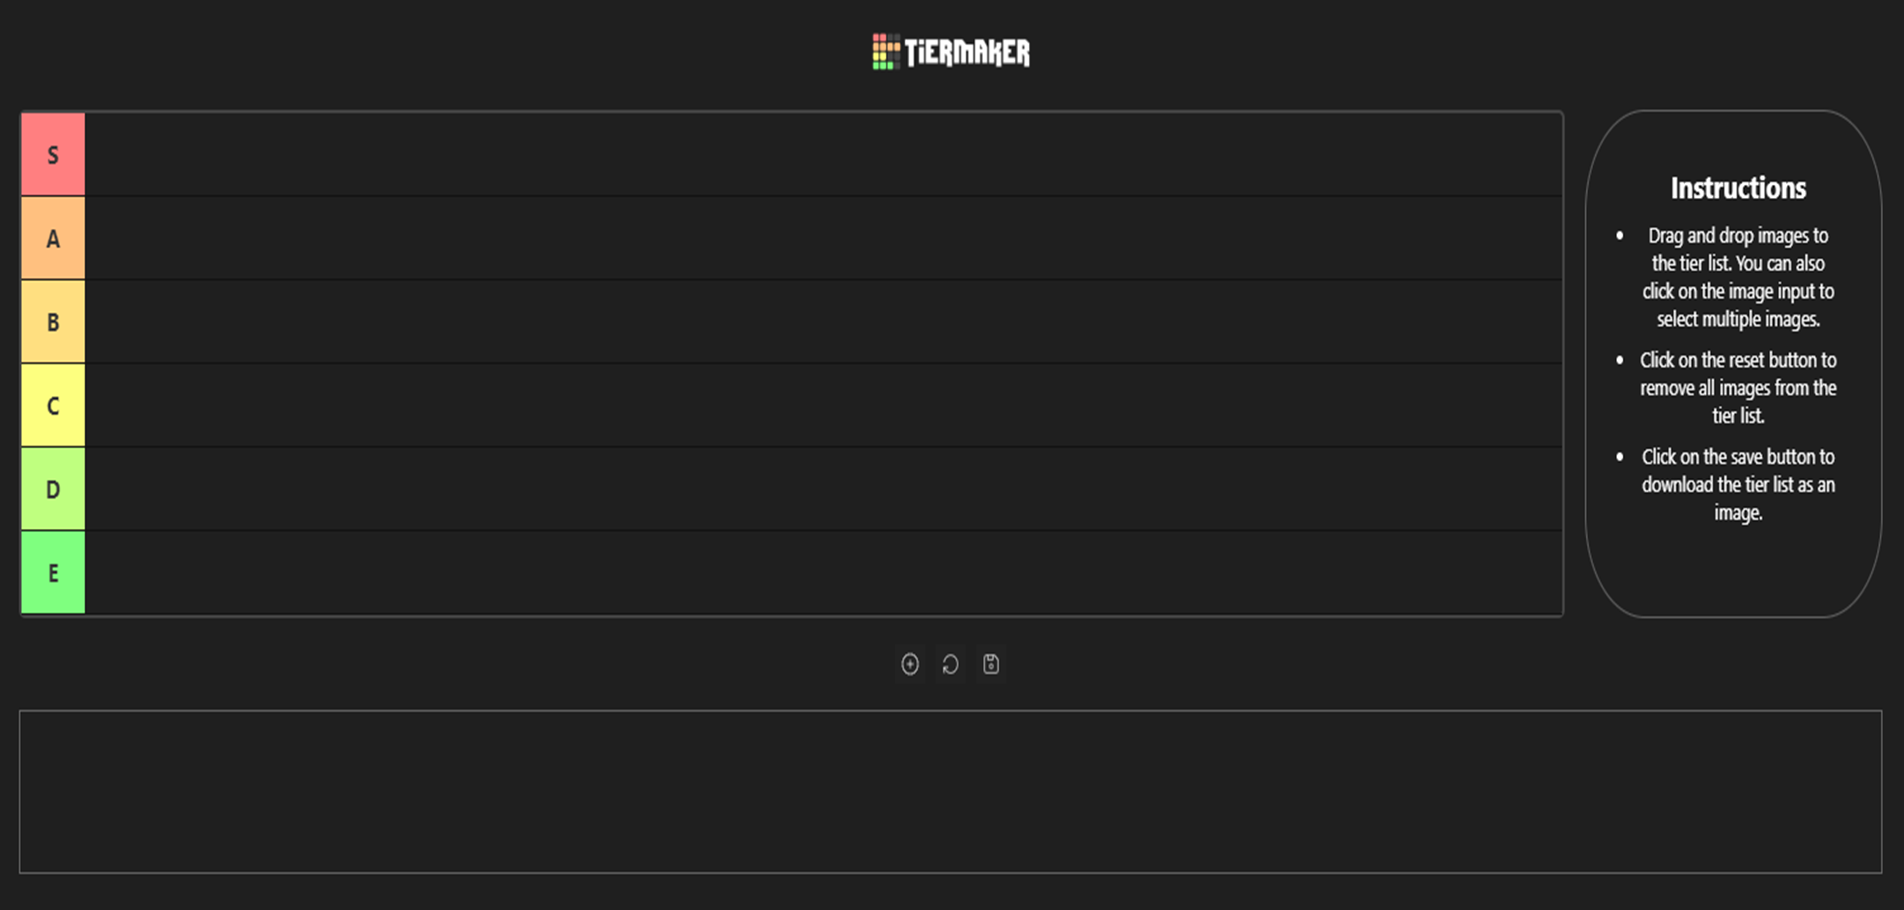 TiERMAKER
S
A
B
C
D
E
Instructions
• Drag and drop images to
the tier list. You can also
click on the image input to
select multiple images.
• Click on the reset button to
remove all images from the
tier list.
• Click on the save button to
download the tier list as an
image.